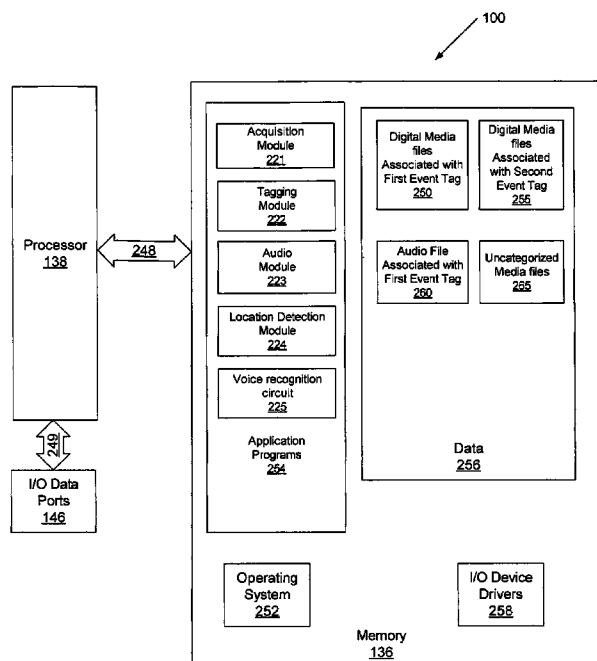 100
Processor
138
248
249
I/O Data
Ports
146
Acquisition
Module
221
Tagging
Module
222
Audio
Module
223
Location Detection
Module
224
Voice recognition
circuit
225
Application
Programs
254
Digital Media
files
Associated with
First Event Tag
250
Digital Media
files
Associated
with Second
Event Tag
255
Audio File
Associated with
First Event Tag
260
Uncategorized
Media files
265
Data
256
Operating
System
252
I/O Device
Drivers
258
Memory
136